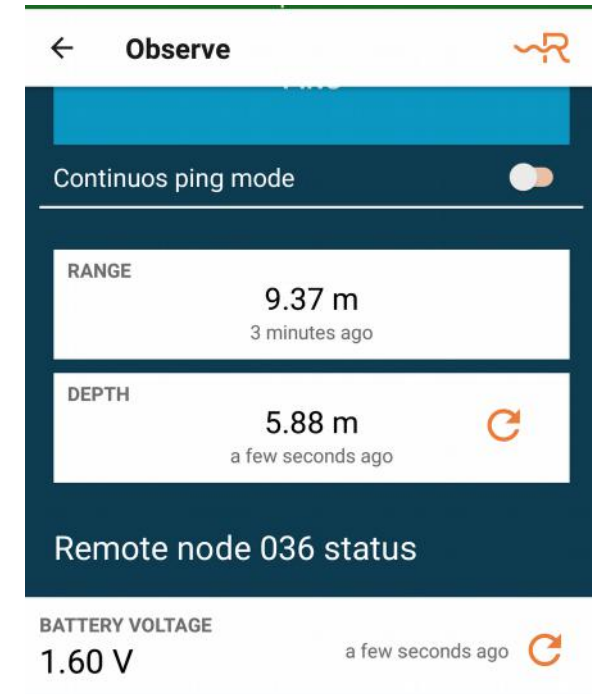 Observe
Continuos ping mode
RANGE
9.37 m
3 minutes ago
DEPTH
5.88 m
a few seconds ago
Remote node 036 status
BATTERY VOLTAGE
1.60 V
a few seconds ago